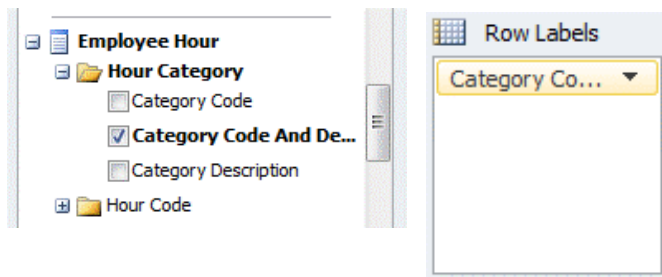 Employee Hour
Hour Category
Category Code
Category Code And De...
Category Description
Hour Code
Row Labels
Category Co...